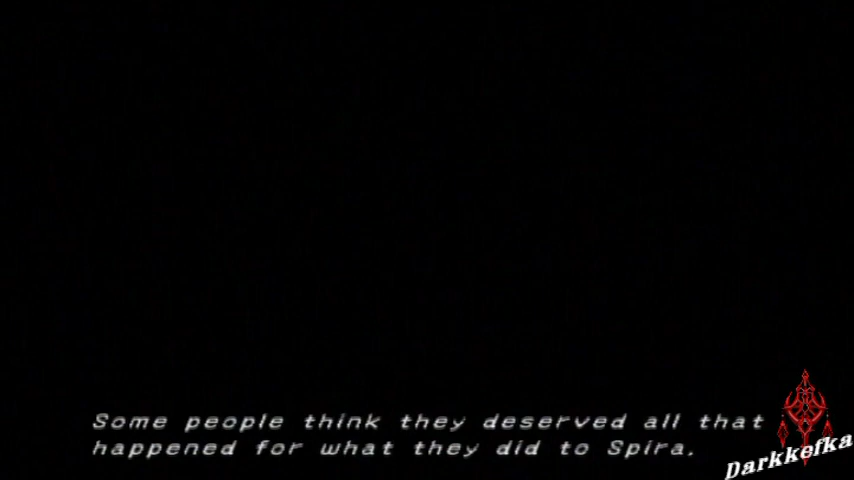 Some people think they deserved all that
happened for what they did to Spira.
Darkkefka